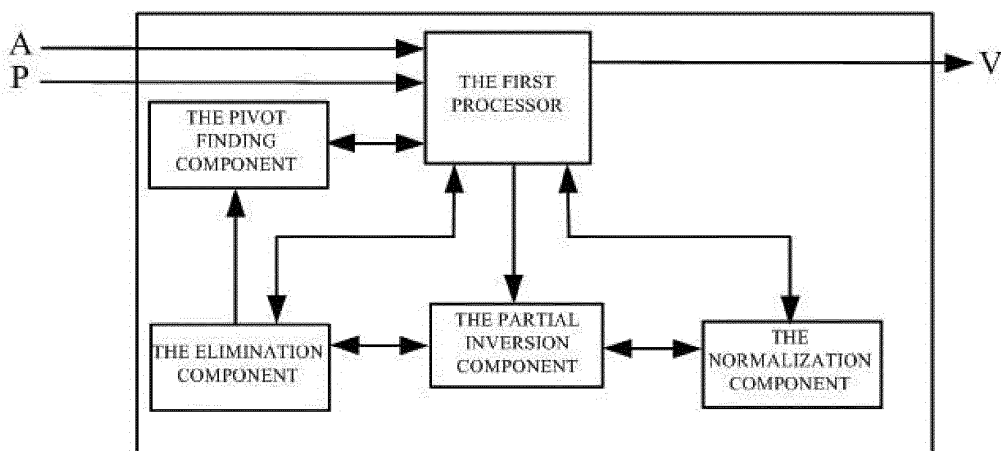 A
P
THE FIRST
PROCESSOR
V
THE PIVOT
FINDING
COMPONENT
THE ELIMINATION
COMPONENT
THE PARTIAL
INVERSION
COMPONENT
THE
NORMALIZATION
COMPONENT